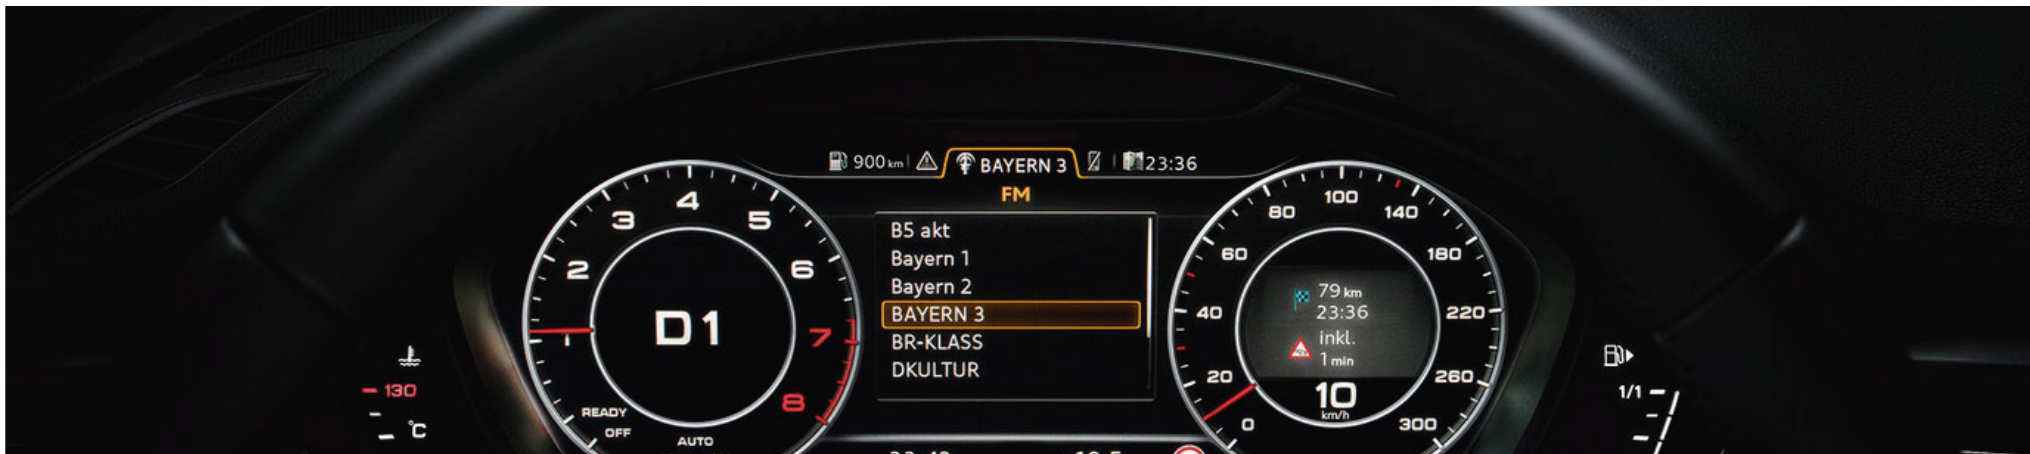 900 km
BAYERN 3
23:36
FM
B5 akt
Bayern 1
Bayern 2
BAYERN 3
BR-KLASS
DKULTUR
1
2
3
4
5
6
7
8
D1
READY
OFF
AUTO
0
20
40
60
80
100
140
180
220
260
300
79 km
23:36
inkl.
1 min
10
km/h
130
°C
1/1